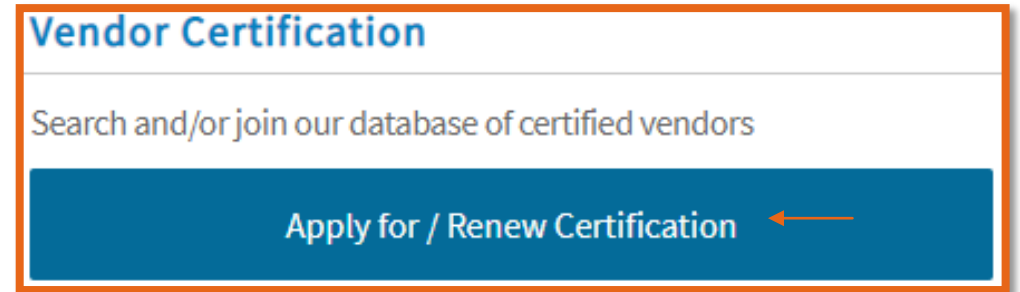 Vendor Certification
Search and/or join our database of certified vendors
Apply for / Renew Certification